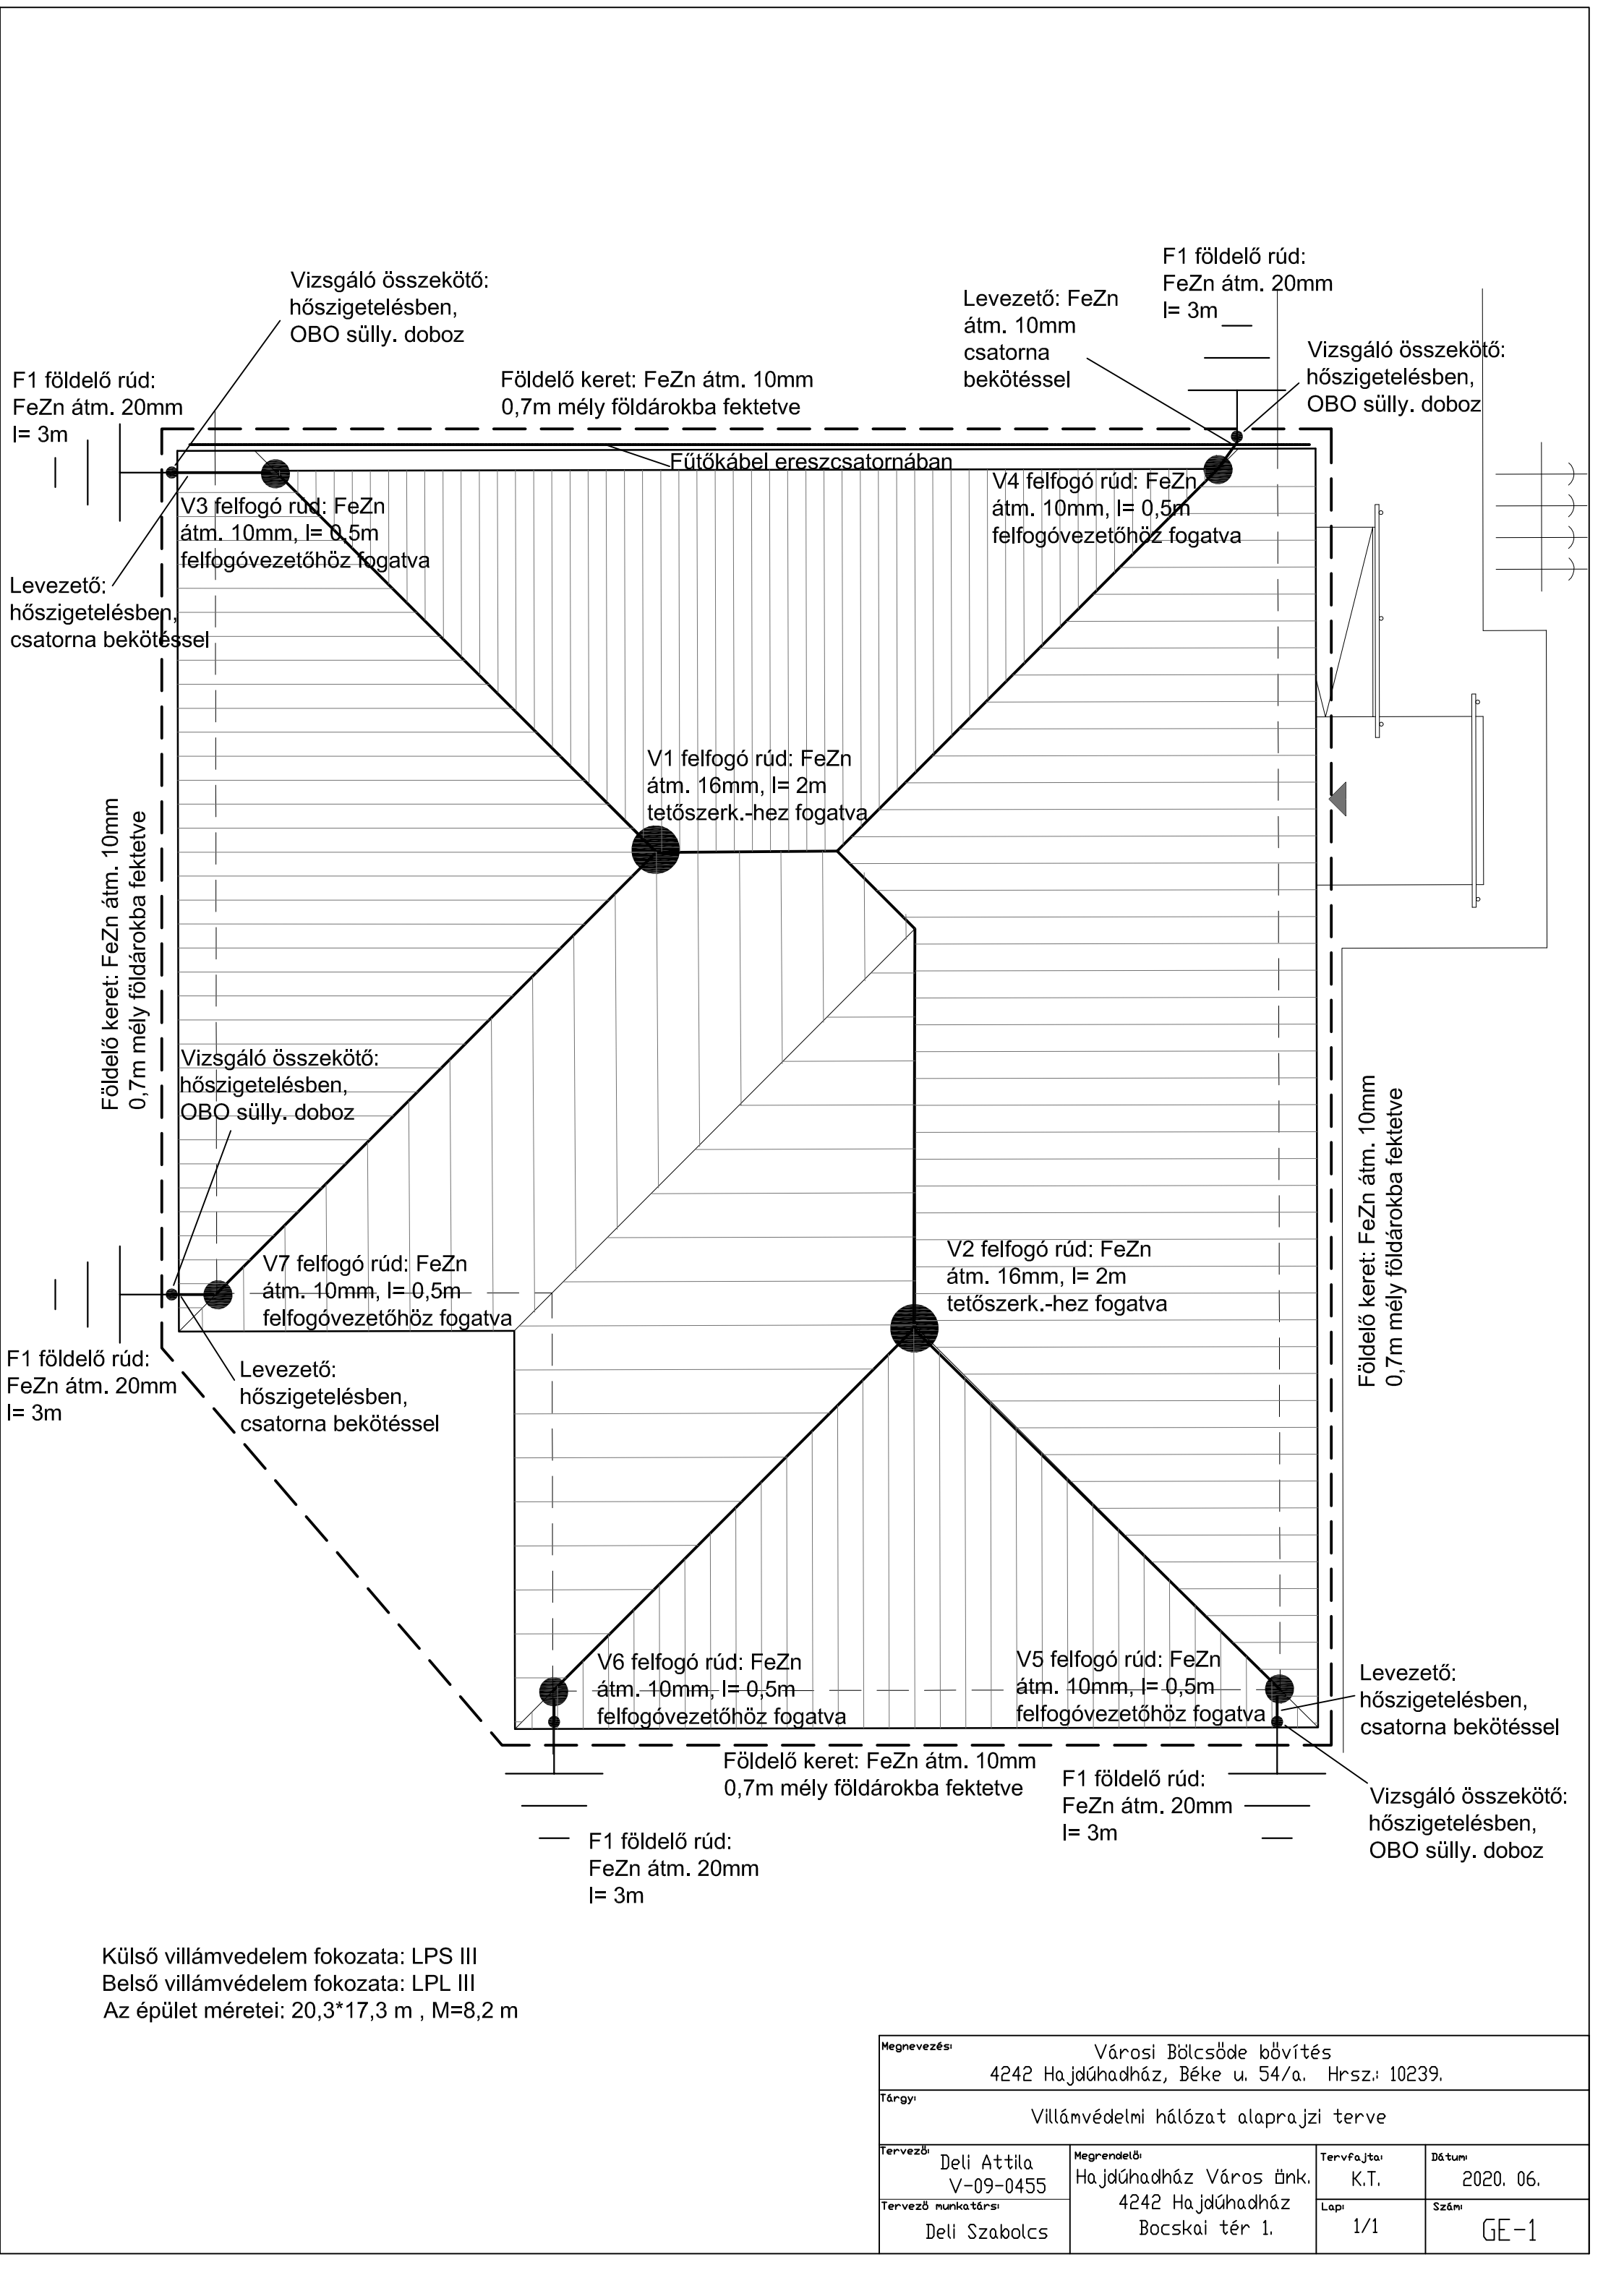 F1 földelő rúd:
FeZn átm. 20mm
l= 3m
Vizsgáló összekötő:
hőszigetelésben,
OBO sülly. doboz
Levezető: FeZn
átm. 10mm
csatorna
bekötéssel
Vizsgáló összekötő:
hőszigetelésben,
OBO sülly. doboz
F1 földelő rúd:
FeZn átm. 20mm
l= 3m
Földelő keret: FeZn átm. 10mm
0,7m mély földárokba fektetve
Fűtőkábel ereszcsatornában
V3 felfogó rúd: FeZn
átm. 10mm, l= 0,5m
felfogóvezetőhöz fogatva
V4 felfogó rúd: FeZn
átm. 10mm, l= 0,5m
felfogóvezetőhöz fogatva
Levezető:
hőszigetelésben,
csatorna bekötéssel
V1 felfogó rúd: FeZn
átm. 16mm, l= 2m
tetőszerk.-hez fogatva
Földelő keret: FeZn átm. 10mm
0,7m mély földárokba fektetve
Vizsgáló összekötő:
hőszigetelésben,
OBO sülly. doboz
Földelő keret: FeZn átm. 10mm
0,7m mély földárokba fektetve
V7 felfogó rúd: FeZn
átm. 10mm, l= 0,5m
felfogóvezetőhöz fogatva
V2 felfogó rúd: FeZn
átm. 16mm, l= 2m
tetőszerk.-hez fogatva
F1 földelő rúd:
FeZn átm. 20mm
l= 3m
Levezető:
hőszigetelésben,
csatorna bekötéssel
V6 felfogó rúd: FeZn
átm. 10mm, l= 0,5m
felfogóvezetőhöz fogatva
V5 felfogó rúd: FeZn
átm. 10mm, l= 0,5m
felfogóvezetőhöz fogatva
Levezető:
hőszigetelésben,
csatorna bekötéssel
Földelő keret: FeZn átm. 10mm
0,7m mély földárokba fektetve
F1 földelő rúd:
FeZn átm. 20mm
l= 3m
Vizsgáló összekötő:
hőszigetelésben,
OBO sülly. doboz
F1 földelő rúd:
FeZn átm. 20mm
l= 3m
Külső villámvedelem fokozata: LPS III
Belső villámvédelem fokozata: LPL III
Az épület méretei: 20,3*17,3 m , M=8,2 m
Megnevezés:
Városi Bölcsöde bővítés
4242 Hajdúhadház, Béke u. 54/a. Hrsz.: 10239.
Tárgy:
Villámvédelmi hálózat alaprajzi terve
Tervező:
Deli Attila
V-09-0455
Tervező munkatárs:
Deli Szabolcs
Megrendelő:
Hajdúhadház Város önk.
4242 Hajdúhadház
Bocskai tér 1.
Tervfajta:
K.T.
Dátum:
2020. 06.
Lap:
1/1
Szám:
GE-1